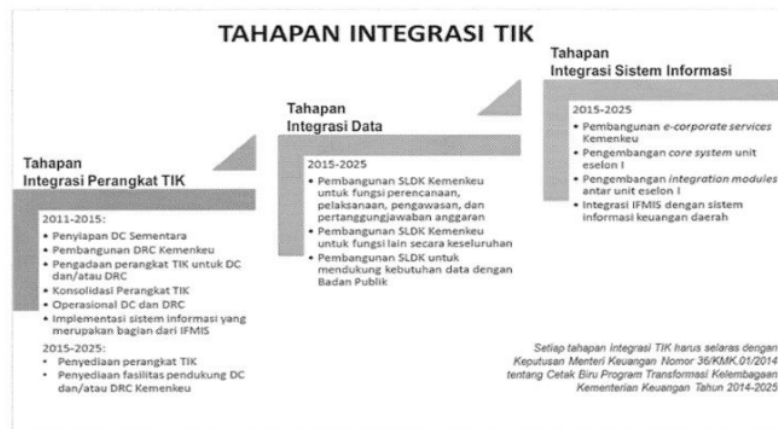 TAHAPAN INTEGRASI TIK
Tahapan
Integrasi Perangkat TIK
2011-2015:
• Penyiapan DC Sementara
• Pembangunan DRC Kemenkeu
• Pengadaan perangkat TIK untuk DC
dan/atau DRC
• Konsolidasi Perangkat TIK
• Operasional DC dan DRC
• Implementasi sistem informasi yang
merupakan bagian dari IFMIS
2015-2025:
• Penyediaan perangkat TIK
• Penyediaan fasilitas pendukung DC
dan/atau DRC Kemenkeu
Tahapan
Integrasi Data
2015-2025
• Pembangunan SLDK Kemenkeu
untuk fungsi perencanaan,
pelaksanaan, pengawasan, dan
pertanggungjawaban anggaran
• Pembangunan SLDK Kemenkeu
untuk fungsi lain secara keseluruhan
• Pembangunan SLDK untuk
mendukung kebutuhan data dengan
Badan Publik
Tahapan
Integrasi Sistem Informasi
2015-2025
• Pembangunan e-corporate services
Kemenkeu
• Pengembangan core system unit
eselon I
• Pengembangan integration modules
antar unit eselon I
• Integrasi IFMIS dengan sistem
informasi keuangan daerah
Setiap tahapan integrasi TIK harus selaras dengan
Keputusan Menteri Keuangan Nomor 36/KMK.01/2014
tentang Cetak Biru Program Transformasi Kelembagaan
Kementerian Keuangan Tahun 2014-2025